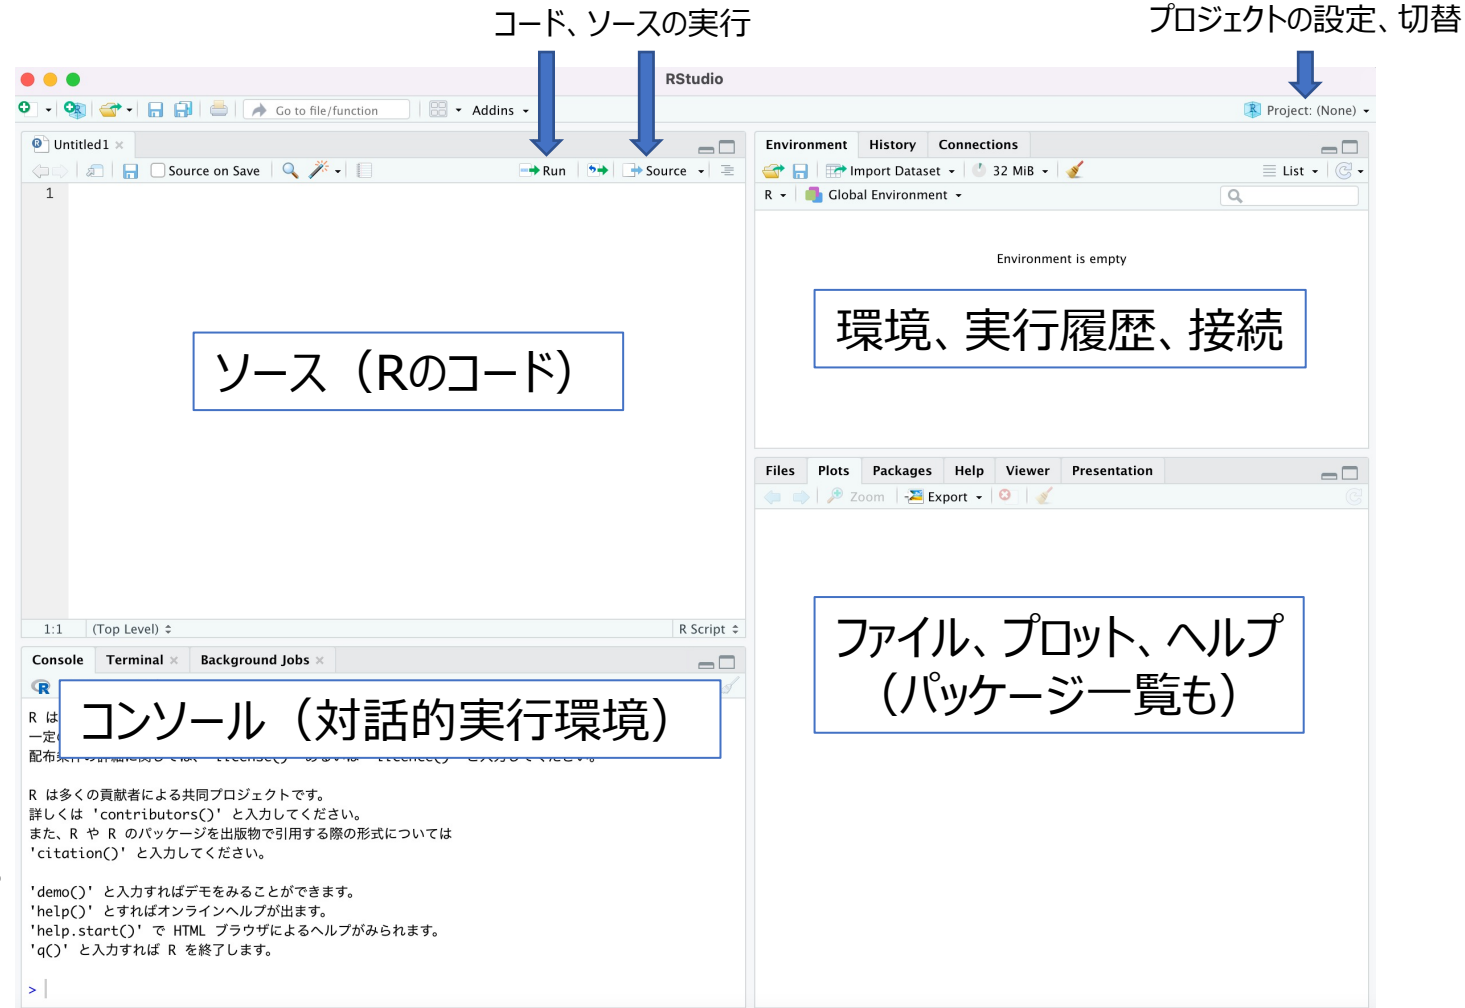 コード、ソースの実行
プロジェクトの設定、切替
RStudio
Go to file/function
Addins
Project: (None)
Untitled1
Source on Save
Run
Source
1
ソース（Rのコード）
1:1 (Top Level)
R Script
Environment History Connections
Import Dataset
32 MiB
List
R
Global Environment
Environment is empty
環境、実行履歴、接続
Files Plots Packages Help Viewer Presentation
Zoom
Export
ファイル、プロット、ヘルプ
（パッケージ一覧も）
Console Terminal Background Jobs
コンソール（対話的実行環境）
R は
一定
R は多くの貢献者による共同プロジェクトです。
詳しくは 'contributors()' と入力してください。
また、R や R のパッケージを出版物で引用する際の形式については
'citation()' と入力してください。
'demo()' と入力すればデモをみることができます。
'help()' とすればオンラインヘルプが出ます。
'help.start()' で HTML ブラウザによるヘルプがみられます。
'q()' と入力すれば R を終了します。
>